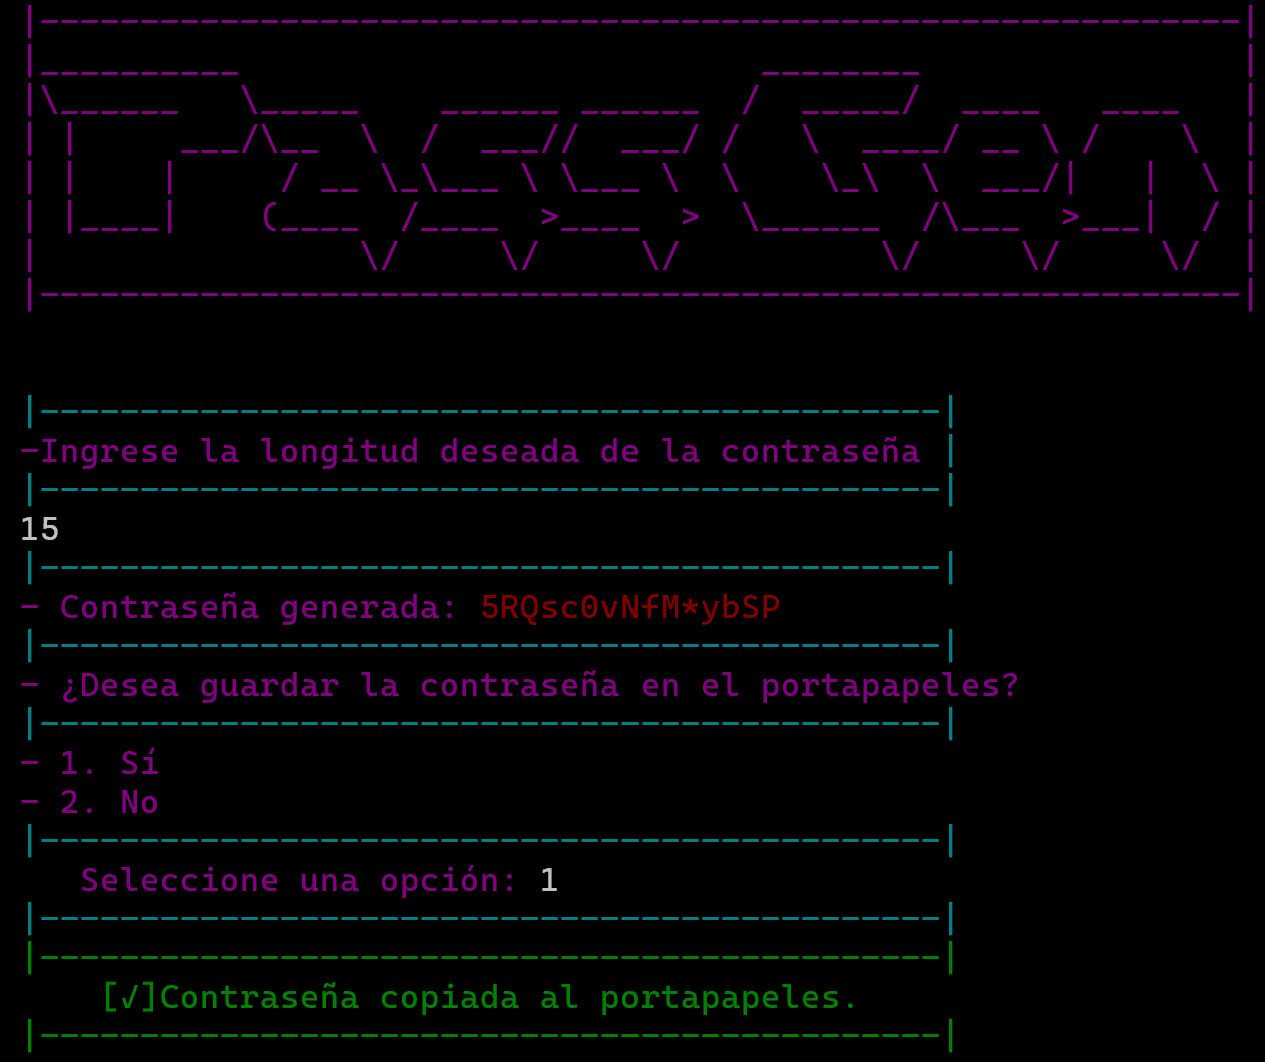 PassGen
-Ingrese la longitud deseada de la contraseña
15
- Contraseña generada: 5RQsc0vNfM*ybSP
- ¿Desea guardar la contraseña en el portapapeles?
- 1. Sí
- 2. No
Seleccione una opción: 1
[√]Contraseña copiada al portapapeles.